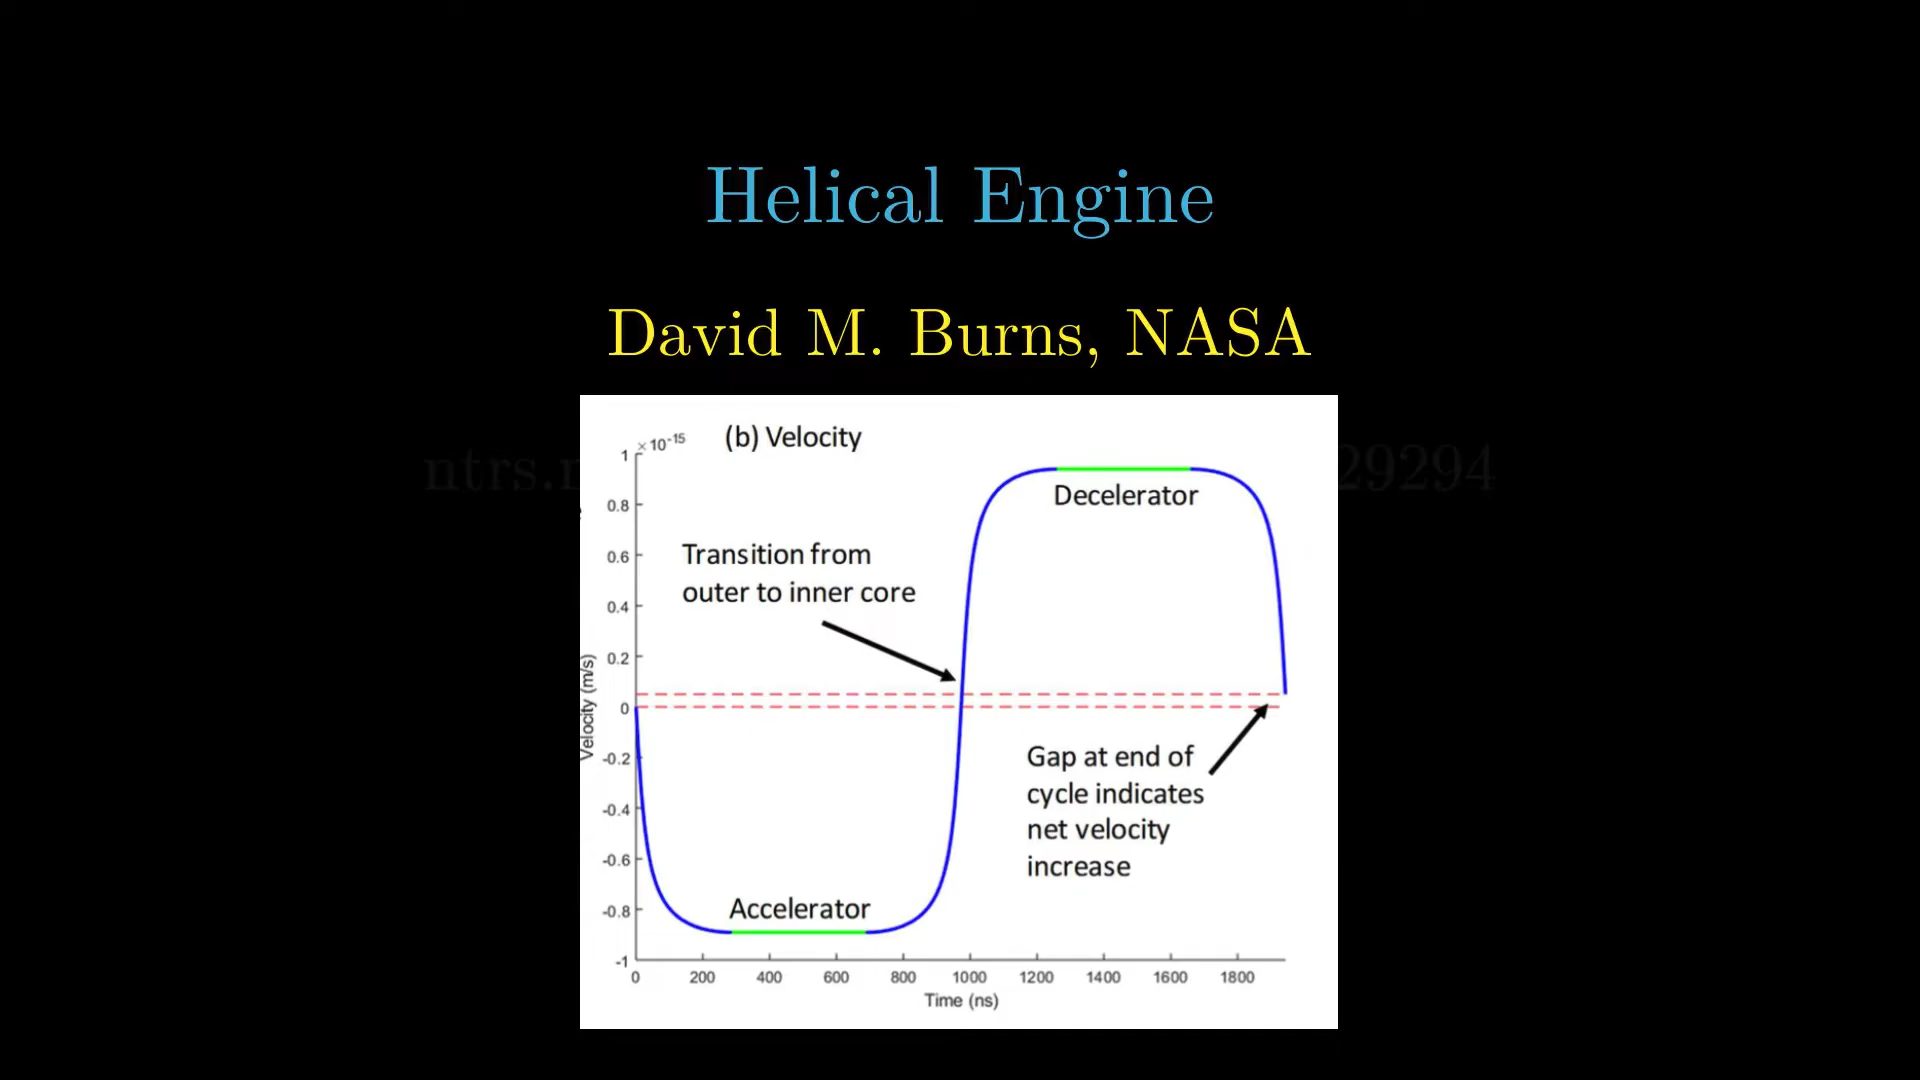 Helical Engine
David M. Burns, NASA
×10⁻¹⁵
(b) Velocity
1
0.8
0.6
0.4
0.2
0
-0.2
-0.4
-0.6
-0.8
-1
Velocity (m/s)
ntrs.
29294
Decelerator
Transition from
outer to inner core
Gap at end of
cycle indicates
net velocity
increase
Accelerator
0 200 400 600 800 1000 1200 1400 1600 1800
Time (ns)